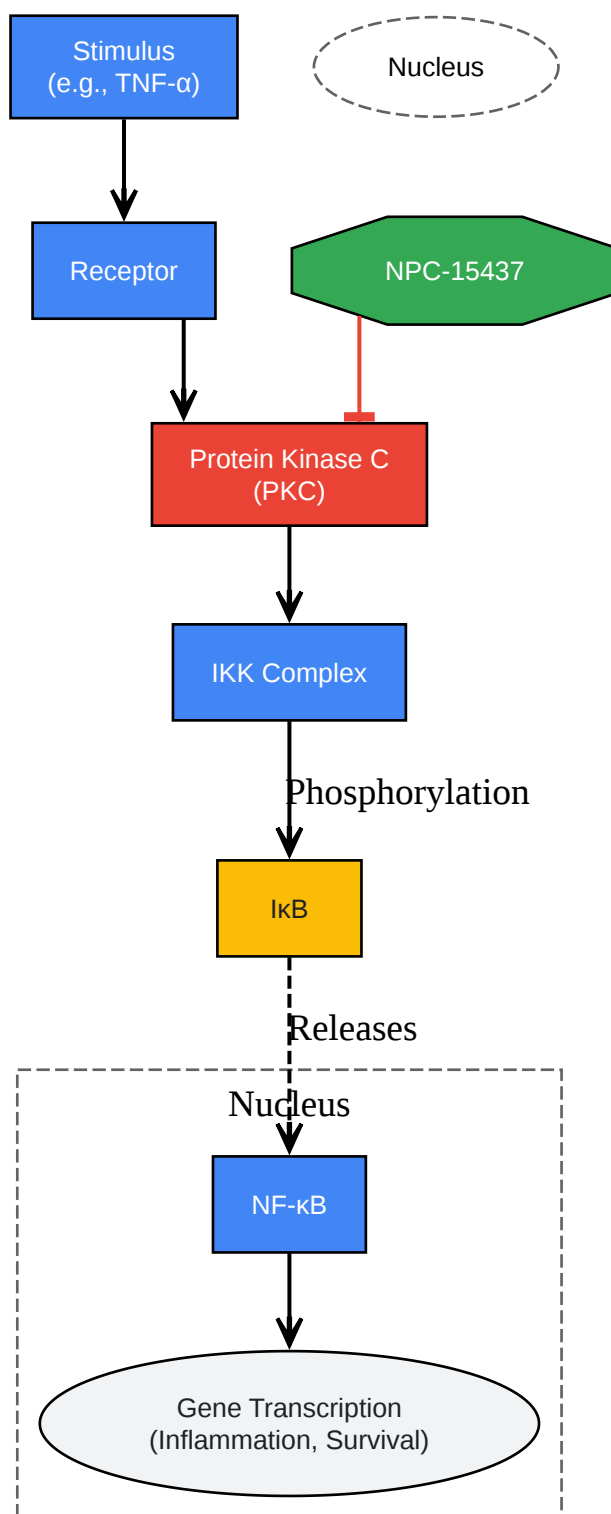 Stimulus
(e.g., TNF-α)
Nucleus
Receptor
NPC-15437
Protein Kinase C
(PKC)
IKK Complex
Phosphorylation
IκB
Releases
Nucleus
NF-κB
Gene Transcription
(Inflammation, Survival)